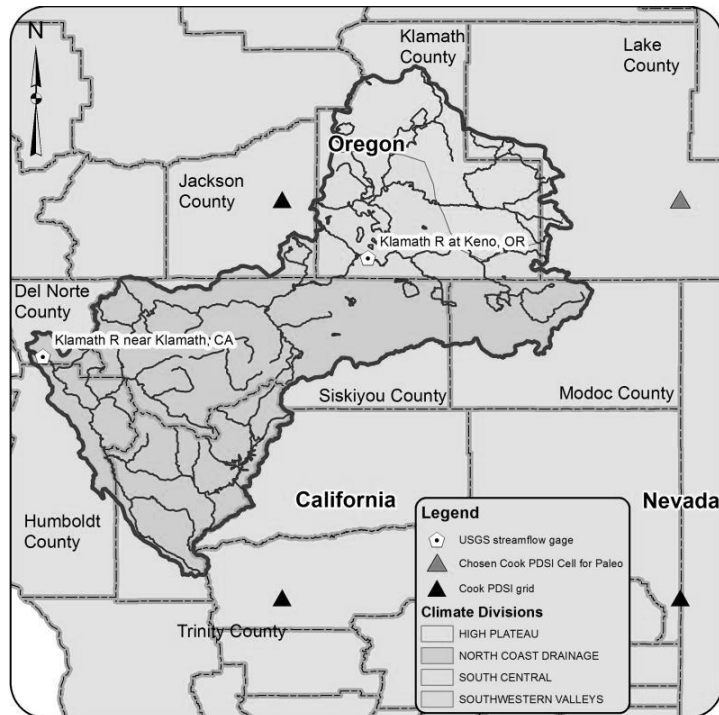 N
Klamath
County
Lake
County
Oregon
Jackson
County
Klamath R at Keno, OR
Del Norte
County
Klamath R near Klamath, CA
Siskiyou County
Modoc County
California
Nevada
Humboldt
County
Trinity County
Legend
USGS streamflow gage
Chosen Cook PDSI Cell for Paleo
Cook PDSI grid
Climate Divisions
HIGH PLATEAU
NORTH COAST DRAINAGE
SOUTH CENTRAL
SOUTHWESTERN VALLEYS